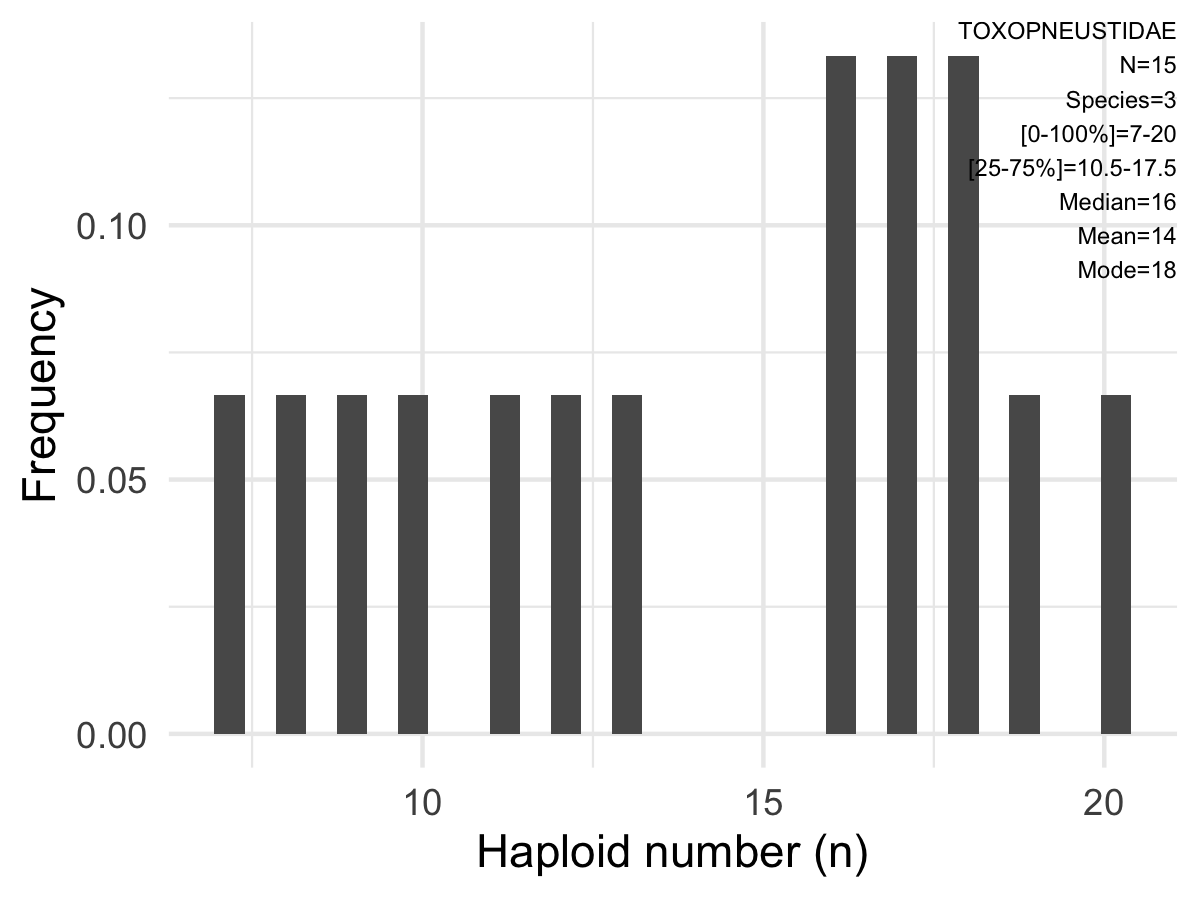 TOXOPNEUSTIDAE
N=15
Species=3
[0-100%]=7-20
[25-75%]=10.5-17.5
Median=16
Mean=14
Mode=18
Frequency
0.10
0.05
0.00
10 15 20
Haploid number (n)